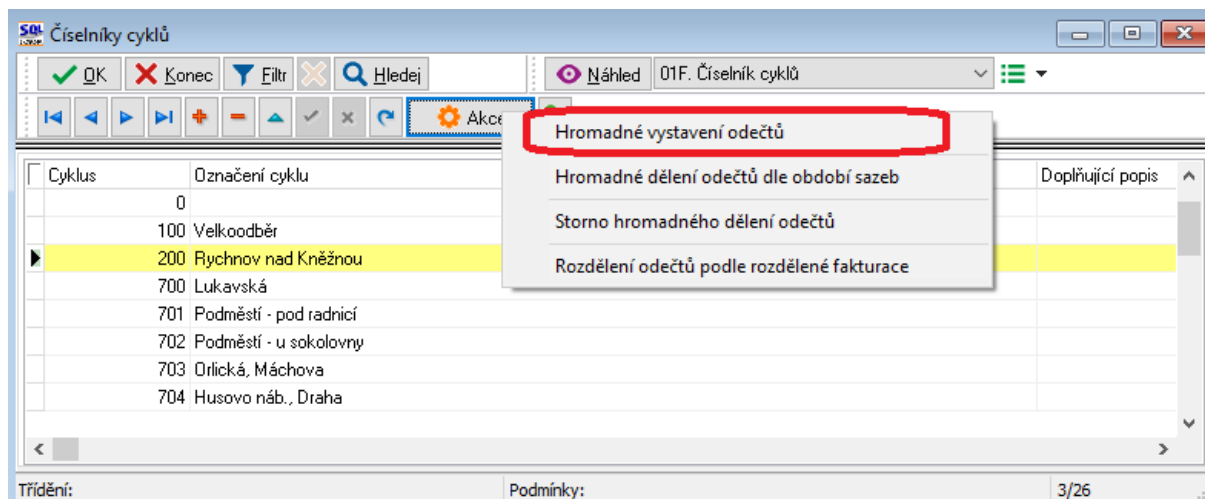 SQL Číselníky cyklů
OK Konec Filtr Hledej Náhled 01F. Číselník cyklů
Akce
Hromadné vystavení odečtů
Hromadné dělení odečtů dle období sazeb
Storno hromadného dělení odečtů
Rozdělení odečtů podle rozdělené fakturace
Cyklus Označení cyklu Doplňující popis
0
100 Velkoodběr
200 Rychnov nad Kněžnou
700 Lukavská
701 Podměstí - pod radnicí
702 Podměstí - u sokolovny
703 Orlická, Máchova
704 Husovo náb., Draha
Třídění: Podmínky: 3/26